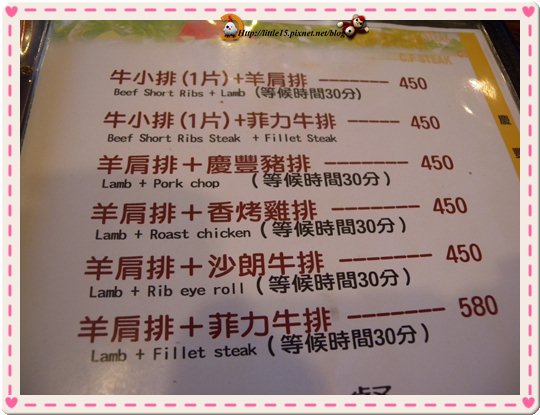 Http://little15.pixnet.net/blog
C.F STEAK
牛小排(1片)+羊肩排 ------- 450
Beef Short Ribs + Lamb (等候時間30分)
牛小排(1片)+菲力牛排 ----- 450
Beef Short Ribs Steak + Fillet Steak
羊肩排+慶豐豬排 ------- 450
Lamb + Pork chop (等候時間30分)
羊肩排+香烤雞排 ------- 450
Lamb + Roast chicken (等候時間30分)
羊肩排+沙朗牛排 ------- 450
Lamb + Rib eye roll (等候時間30分)
羊肩排+菲力牛排 ------- 580
Lamb + Fillet steak (等候時間30分)
慶
豐